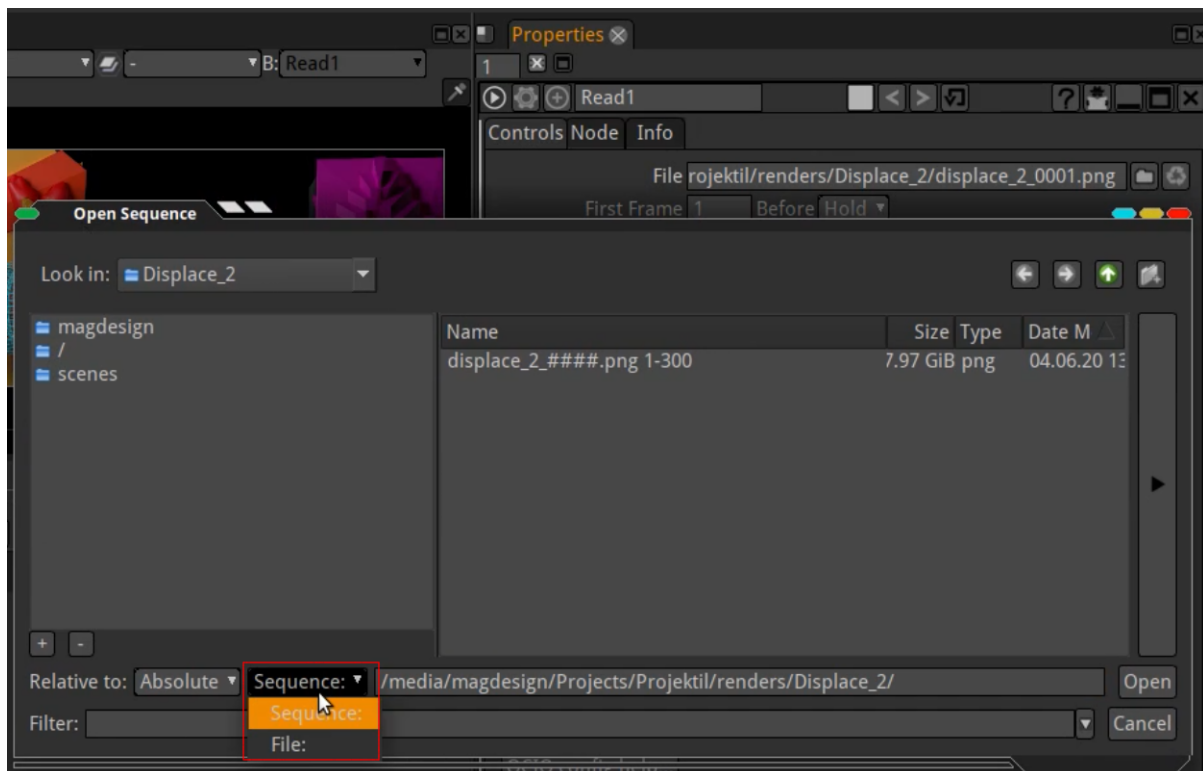 Properties
- B: Read1
1
Read1
Controls Node Info
File rojektil/renders/Displace_2/displace_2_0001.png
First Frame 1 Before Hold
Open Sequence
Look in: Displace_2
magdesign
/
scenes
Name Size Type Date M
displace_2_####.png 1-300 7.97 GiB png 04.06.20 13
+ -
Relative to: Absolute Sequence: /media/magdesign/Projects/Projektil/renders/Displace_2/ Open
Sequence:
Filter: Cancel
File: